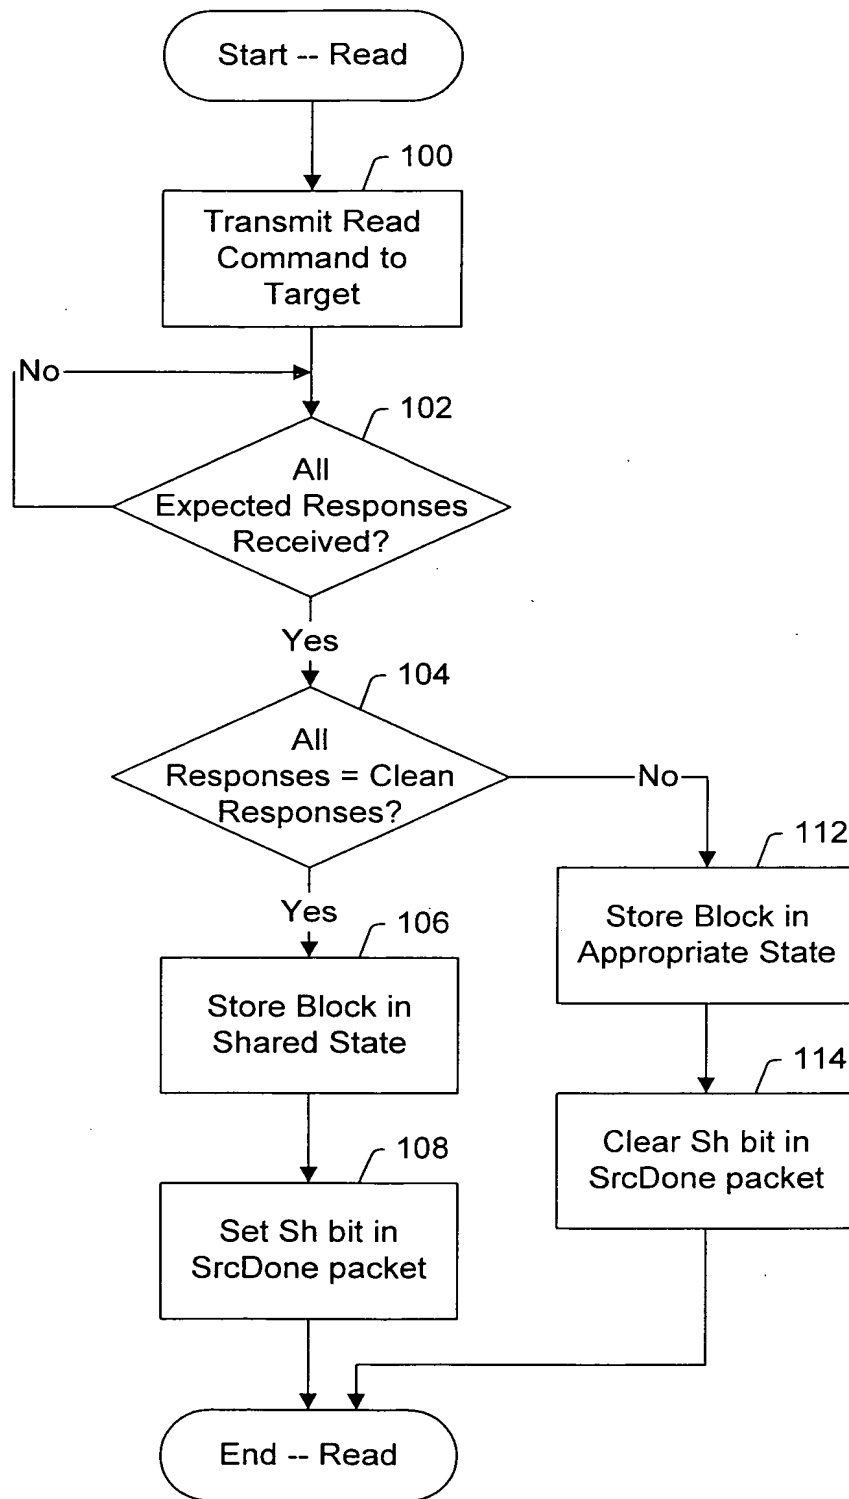 Start -- Read
100
Transmit Read
Command to
Target
No
102
All
Expected Responses
Received?
Yes
104
All
Responses = Clean
Responses?
No
Yes
112
Store Block in
Appropriate State
106
Store Block in
Shared State
114
Clear Sh bit in
SrcDone packet
108
Set Sh bit in
SrcDone packet
End -- Read